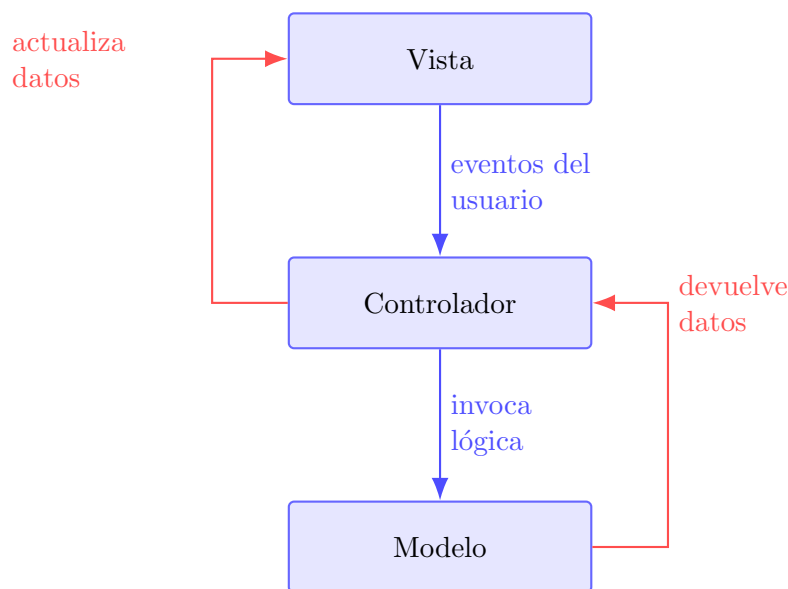 actualiza
datos
Vista
eventos del
usuario
Controlador
devuelve
datos
invoca
lógica
Modelo